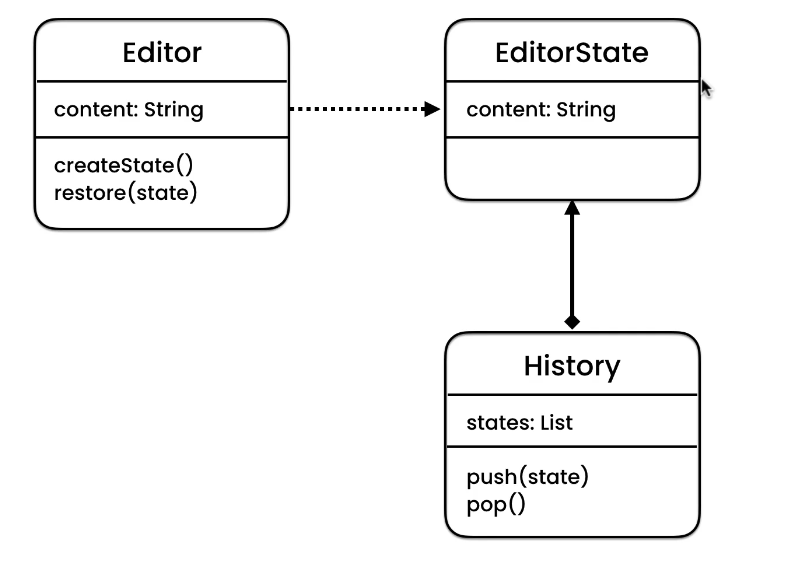 Editor
content: String
createState()
restore(state)
EditorState
content: String
History
states: List
push(state)
pop()